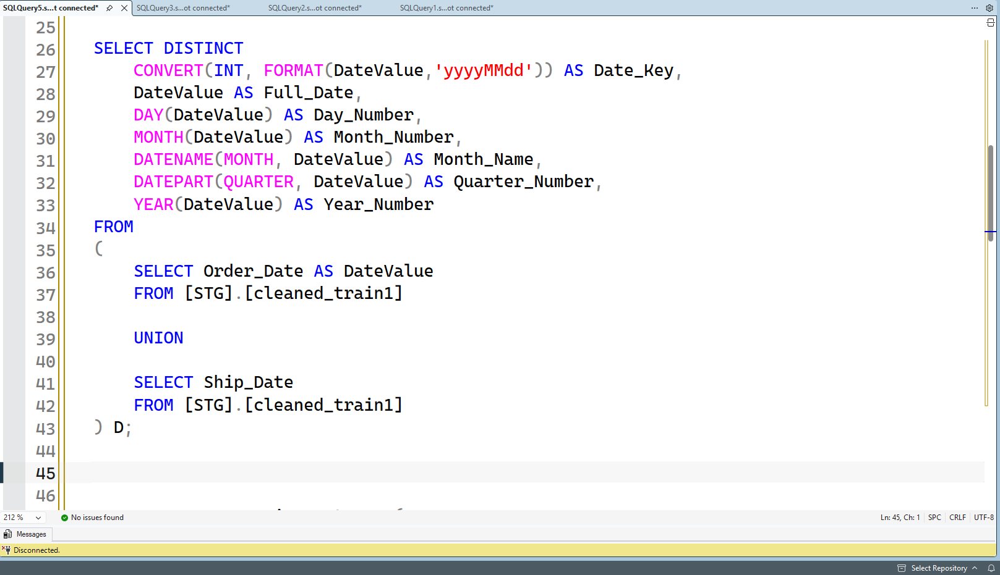 SQLQuery5.s...t connected* SQLQuery3.s...ot connected* SQLQuery2.s...ot connected* SQLQuery1.s...ot connected*
25
26 SELECT DISTINCT
27 CONVERT(INT, FORMAT(DateValue,'yyyyMMdd')) AS Date_Key,
28 DateValue AS Full_Date,
29 DAY(DateValue) AS Day_Number,
30 MONTH(DateValue) AS Month_Number,
31 DATENAME(MONTH, DateValue) AS Month_Name,
32 DATEPART(QUARTER, DateValue) AS Quarter_Number,
33 YEAR(DateValue) AS Year_Number
34 FROM
35 (
36 SELECT Order_Date AS DateValue
37 FROM [STG].[cleaned_train1]
38
39 UNION
40
41 SELECT Ship_Date
42 FROM [STG].[cleaned_train1]
43 ) D;
44
45
46
212 % No issues found Ln: 45, Ch: 1 SPC CRLF UTF-8
Messages
Disconnected.
Select Repository